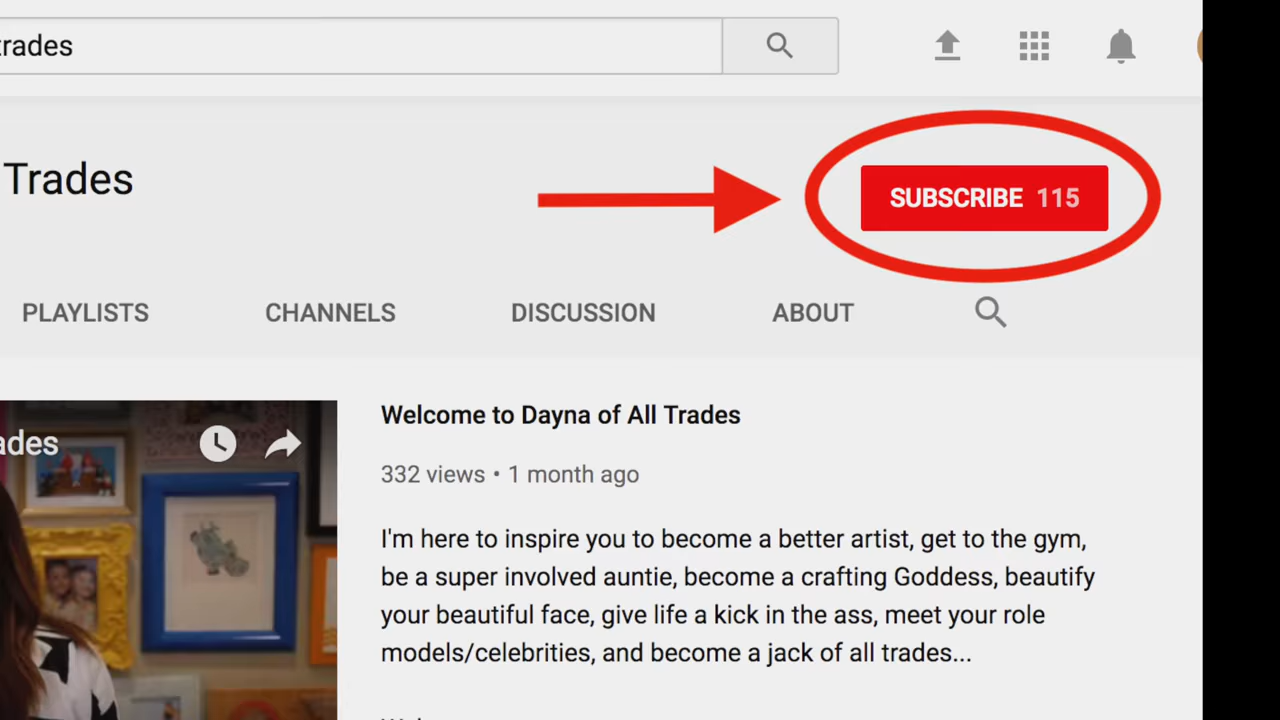 trades
Trades
SUBSCRIBE 115
PLAYLISTS CHANNELS DISCUSSION ABOUT
ades
Welcome to Dayna of All Trades
332 views • 1 month ago
I'm here to inspire you to become a better artist, get to the gym,
be a super involved auntie, become a crafting Goddess, beautify
your beautiful face, give life a kick in the ass, meet your role
models/celebrities, and become a jack of all trades...